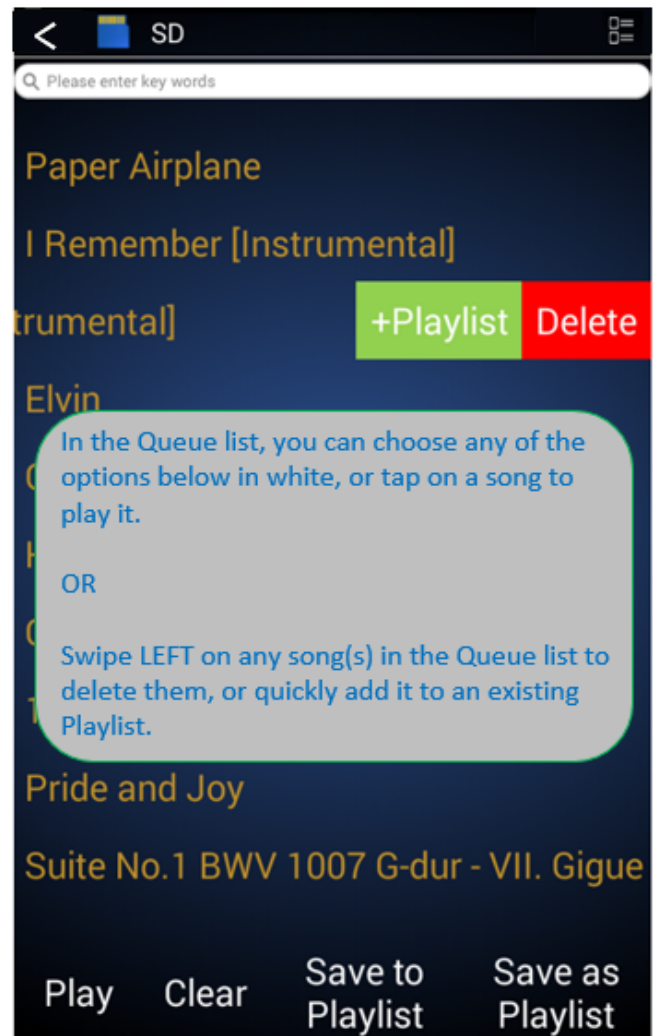 SD
Please enter key words
Paper Airplane
I Remember [Instrumental]
trumental] +Playlist Delete
Elvin
In the Queue list, you can choose any of the
options below in white, or tap on a song to
play it.
OR
Swipe LEFT on any song(s) in the Queue list to
delete them, or quickly add it to an existing
Playlist.
Pride and Joy
Suite No.1 BWV 1007 G-dur - VII. Gigue
Play Clear Save to Playlist Save as Playlist